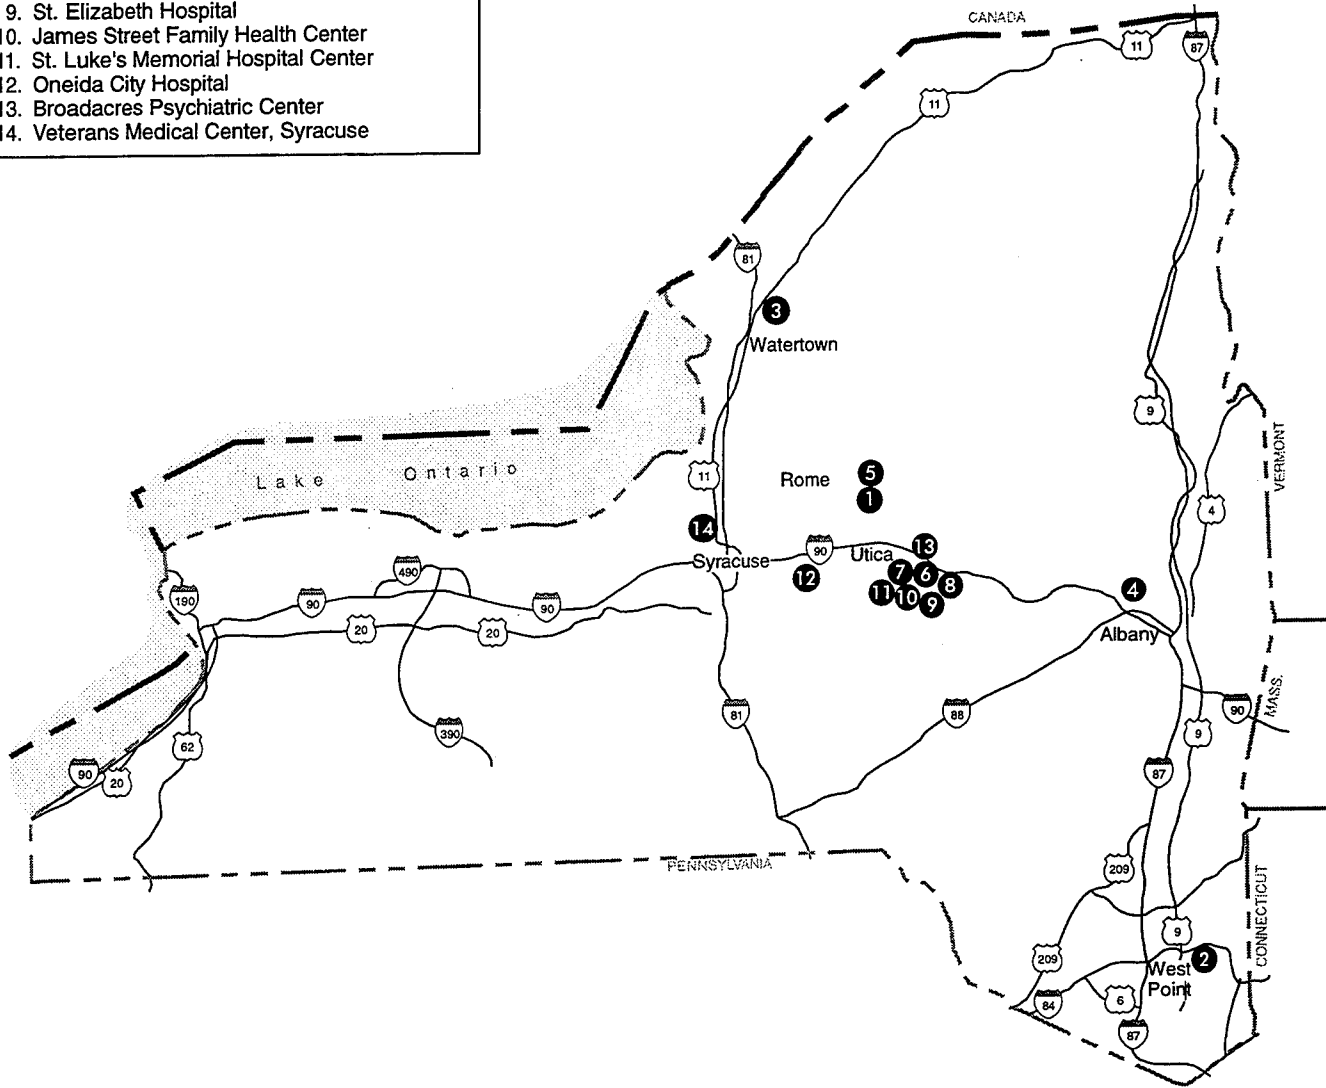 9. St. Elizabeth Hospital
10. James Street Family Health Center
11. St. Luke's Memorial Hospital Center
12. Oneida City Hospital
13. Broadacres Psychiatric Center
14. Veterans Medical Center, Syracuse
CANADA
11
87
11
81
3
Watertown
9
VERMONT
Lake Ontario
11
Rome
5
1
4
14
Syracuse
90
Utica
13
12
7
6
8
11
10
9
4
Albany
490
190
90
90
20
20
MASS.
81
88
90
62
390
9
90
20
87
PENNSYLVANIA
209
CONNECTICUT
9
209
West
Point
2
84
6
87